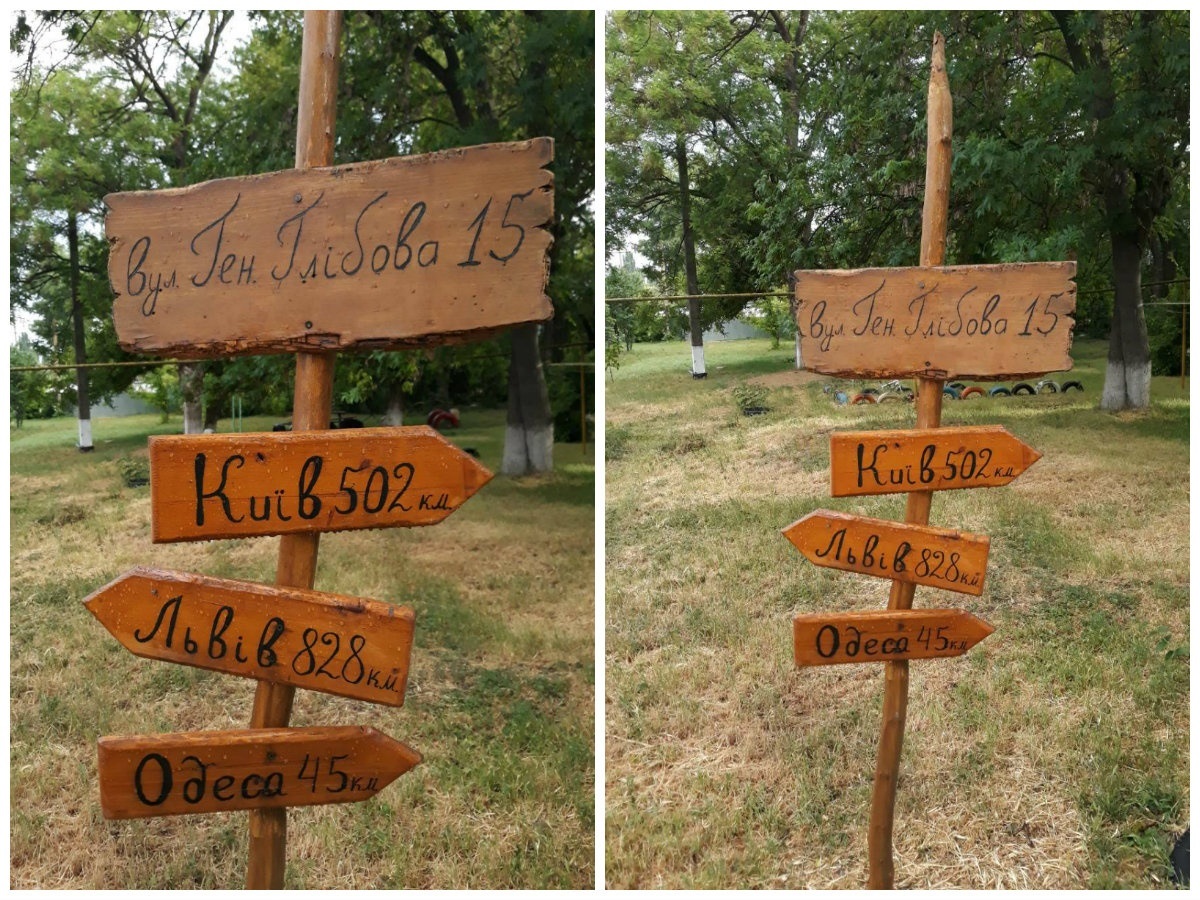 вул. Ген. Глібова 15
Київ 502 км.
Львів 828 км.
Одеса 45 км.
вул. Ген. Глібова 15
Київ 502 км.
Львів 828 км.
Одеса 45 км.